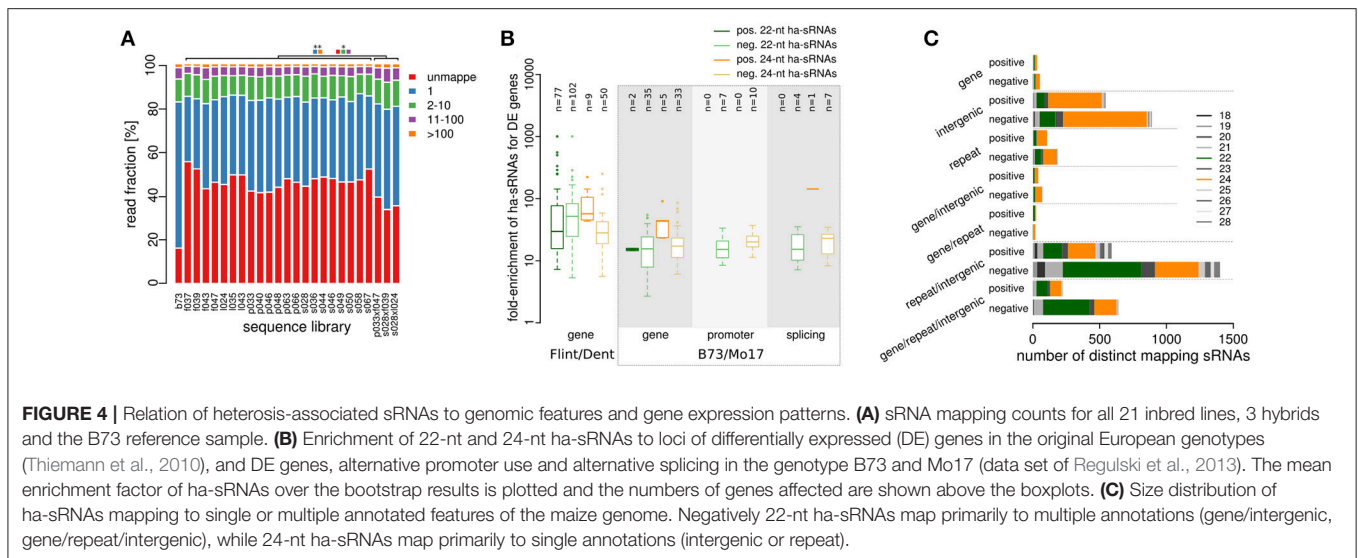 A
** *
100
80
60
40
20
0
read fraction [%]
unmappe
1
2-10
11-100
>100
b73
f037
f039
f043
f047
l024
l035
l043
p033
p040
p046
p048
p063
p066
s028
s036
s044
s046
s049
s050
s058
s067
p033xf047
s028xf039
s028xl024
sequence library
B
pos. 22-nt ha-sRNAs
neg. 22-nt ha-sRNAs
pos. 24-nt ha-sRNAs
neg. 24-nt ha-sRNAs
fold-enrichment of ha-sRNAs for DE genes
10000
1000
100
10
1
n=77
n=102
n=9
n=50
n=2
n=35
n=5
n=33
n=0
n=7
n=0
n=10
n=0
n=4
n=1
n=7
gene gene promoter splicing
Flint/Dent B73/Mo17
C
gene
positive
negative
intergenic
positive
negative
repeat
positive
negative
gene/intergenic
positive
negative
gene/repeat
positive
negative
repeat/intergenic
positive
negative
gene/repeat/intergenic
positive
negative
18
19
20
21
22
23
24
25
26
27
28
0 500 1000 1500
number of distinct mapping sRNAs
FIGURE 4 | Relation of heterosis-associated sRNAs to genomic features and gene expression patterns. (A) sRNA mapping counts for all 21 inbred lines, 3 hybrids
and the B73 reference sample. (B) Enrichment of 22-nt and 24-nt ha-sRNAs to loci of differentially expressed (DE) genes in the original European genotypes
(Thiemann et al., 2010), and DE genes, alternative promoter use and alternative splicing in the genotype B73 and Mo17 (data set of Regulski et al., 2013). The mean
enrichment factor of ha-sRNAs over the bootstrap results is plotted and the numbers of genes affected are shown above the boxplots. (C) Size distribution of
ha-sRNAs mapping to single or multiple annotated features of the maize genome. Negatively 22-nt ha-sRNAs map primarily to multiple annotations (gene/intergenic,
gene/repeat/intergenic), while 24-nt ha-sRNAs map primarily to single annotations (intergenic or repeat).